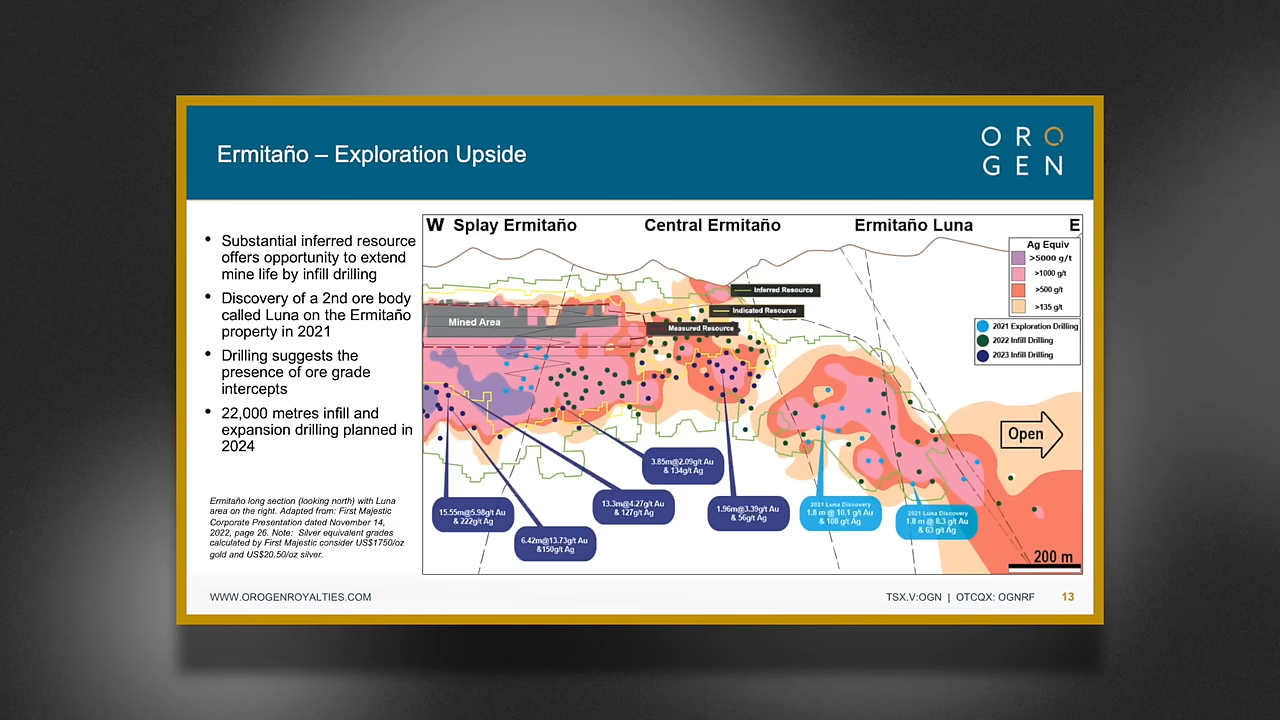 Ermitaño – Exploration Upside
ORO
GEN
• Substantial inferred resource
offers opportunity to extend
mine life by infill drilling
• Discovery of a 2nd ore body
called Luna on the Ermitaño
property in 2021
• Drilling suggests the
presence of ore grade
intercepts
• 22,000 metres infill and
expansion drilling planned in
2024
Ermitaño long section (looking north) with Luna
area on the right. Adapted from: First Majestic
Corporate Presentation dated November 14,
2022, page 26. Note: Silver equivalent grades
calculated by First Majestic consider US$1750/oz
gold and US$20.50/oz silver.
W Splay Ermitaño Central Ermitaño Ermitaño Luna E
Ag Equiv
>5000 g/t
>1000 g/t
>500 g/t
>135 g/t
2021 Exploration Drilling
2022 Infill Drilling
2023 Infill Drilling
Inferred Resource
Indicated Resource
Measured Resource
Mined Area
Open
3.85m@2.09g/t Au
& 134g/t Ag
13.3m@4.27g/t Au
& 127g/t Ag
15.55m@5.98g/t Au
& 222g/t Ag
6.42m@13.73g/t Au
&150g/t Ag
1.96m@3.39g/t Au
& 56g/t Ag
2021 Luna Discovery
1.8 m @ 10.1 g/t Au
& 108 g/t Ag
2021 Luna Discovery
1.8 m @ 8.3 g/t Au
& 63 g/t Ag
200 m
WWW.OROGENROYALTIES.COM
TSX.V:OGN | OTCQX: OGNRF 13